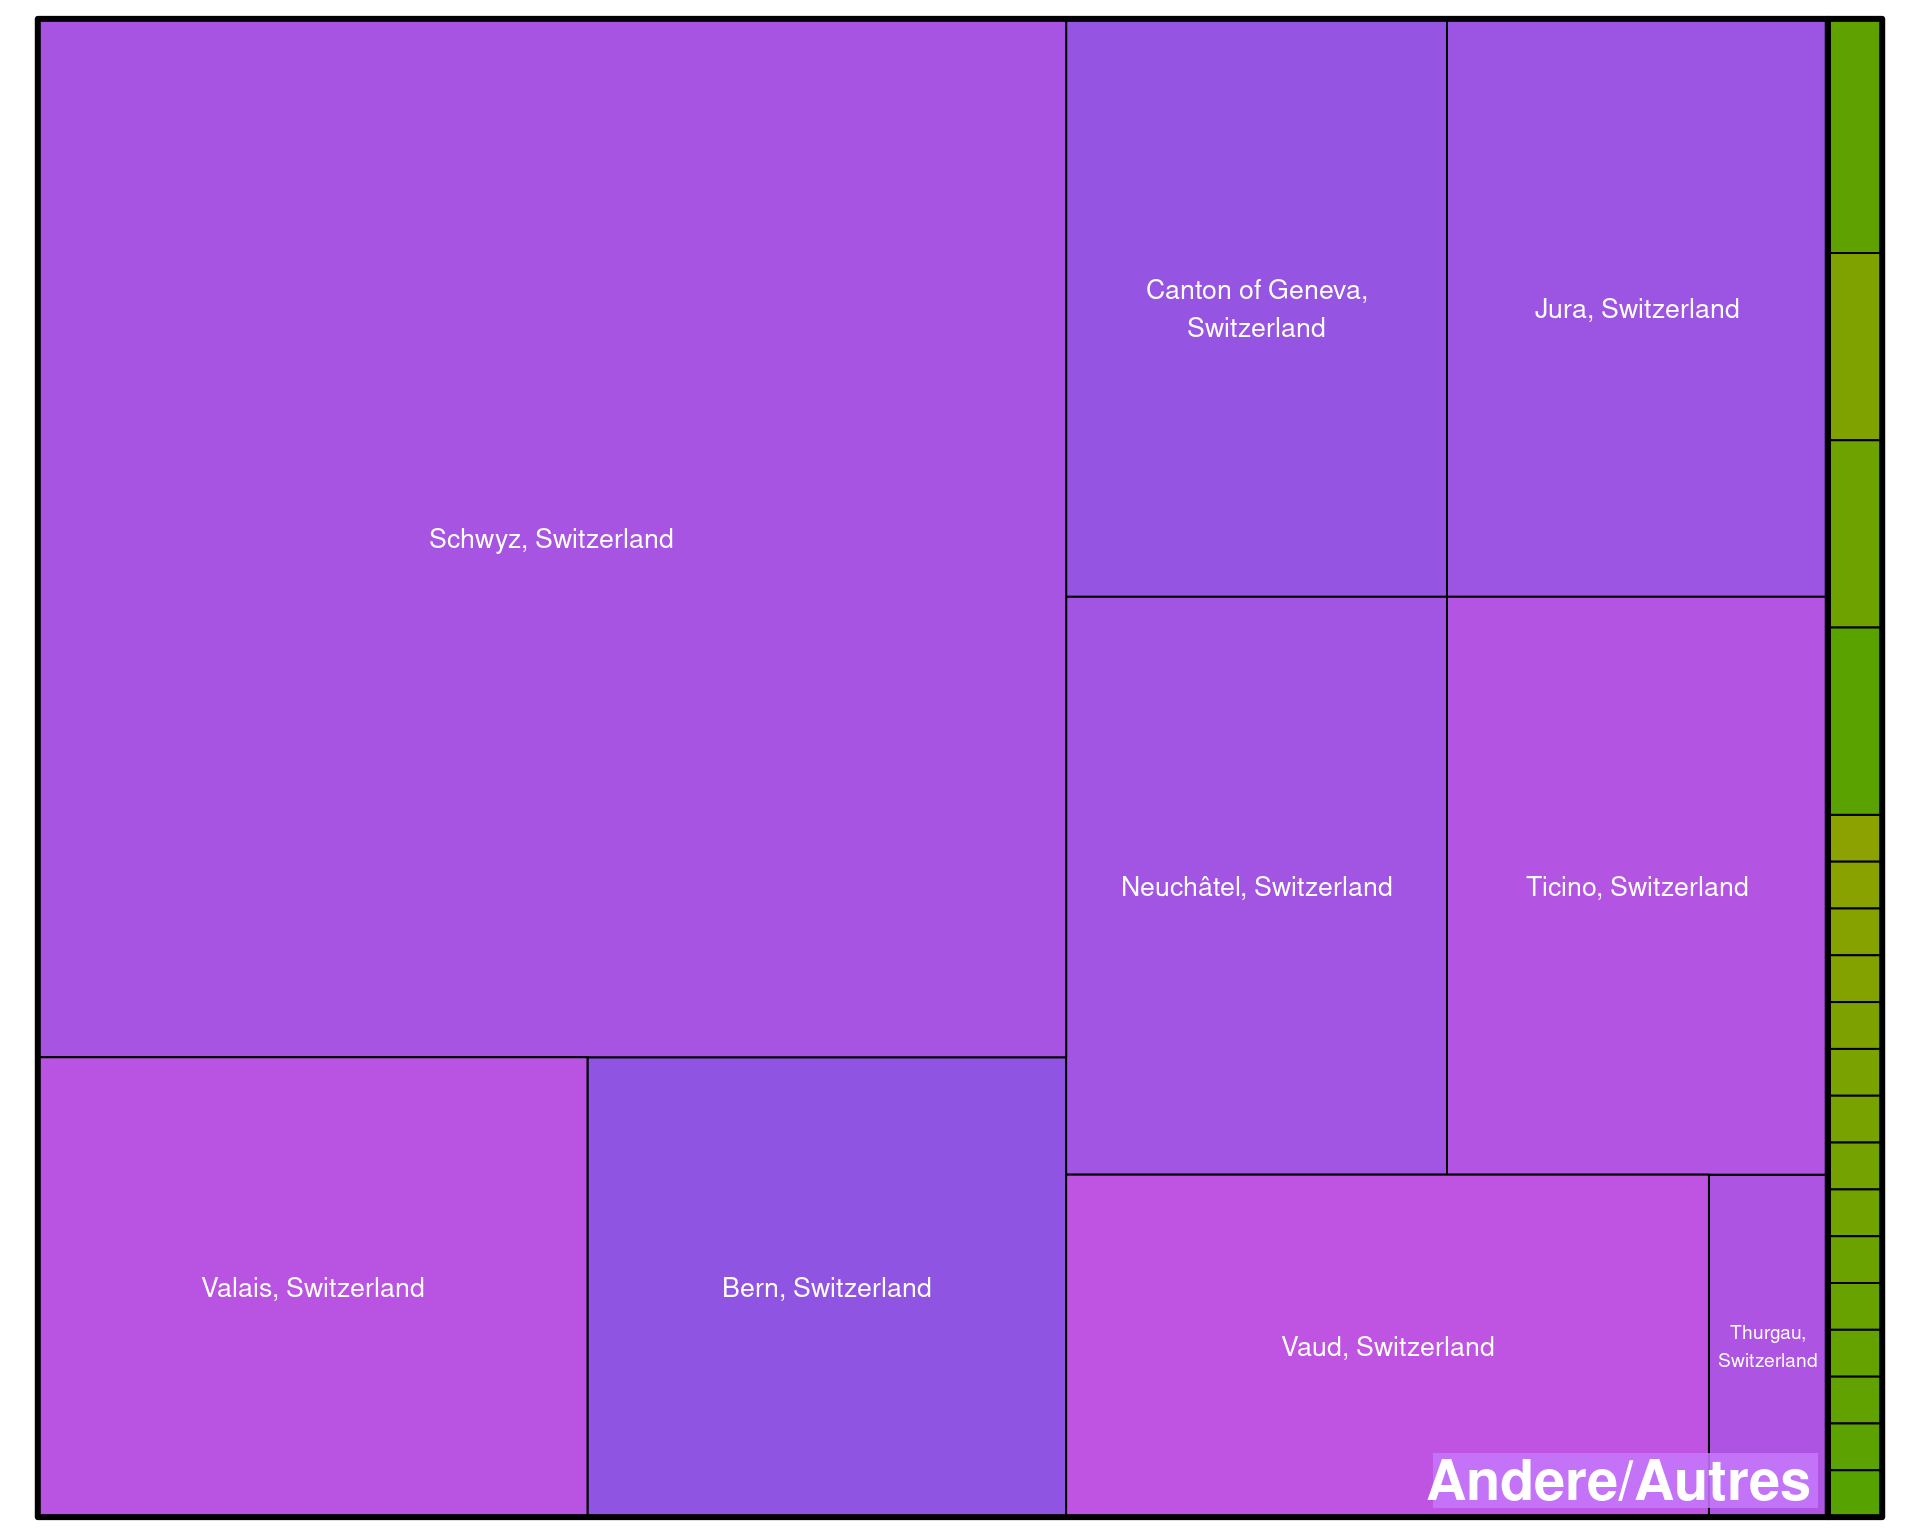 Canton of Geneva,
Switzerland
Jura, Switzerland
Schwyz, Switzerland
Neuchâtel, Switzerland
Ticino, Switzerland
Valais, Switzerland
Bern, Switzerland
Vaud, Switzerland
Thurgau,
Switzerland
Andere/Autres